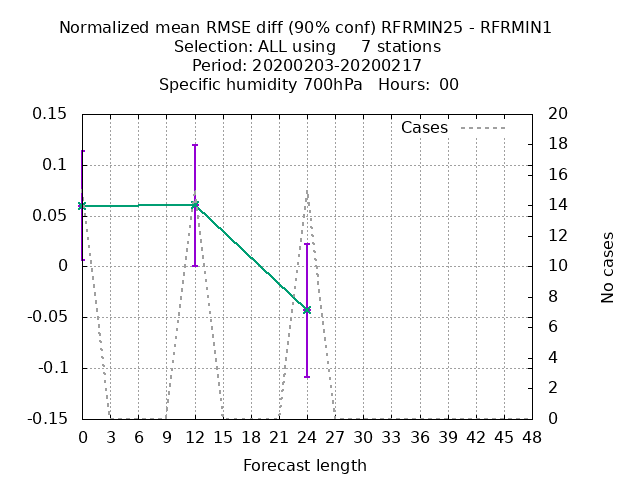 Normalized mean RMSE diff (90% conf) RFRMIN25 - RFRMIN1
Selection: ALL using 7 stations
Period: 20200203-20200217
Specific humidity 700hPa Hours: 00
0.15
0.1
0.05
0
-0.05
-0.1
-0.15
Cases
20
18
16
14
12
10
8
6
4
2
0
No cases
0 3 6 9 12 15 18 21 24 27 30 33 36 39 42 45 48
Forecast length